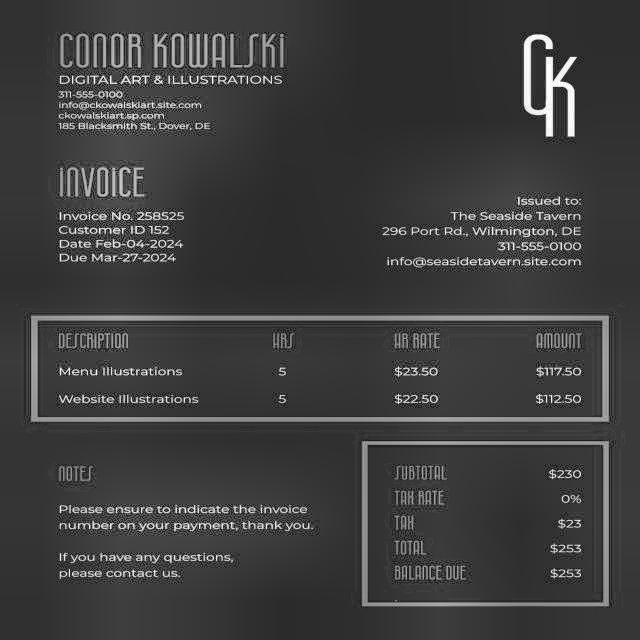 CONOR KOWALSKI
DIGITAL ART & ILLUSTRATIONS
311-555-0100
info@ckowalskiart.site.com
ckowalskiart.sp.com
185 Blacksmith St., Dover, DE
CK
INVOICE
Invoice No. 258525
Customer ID 152
Date Feb-04-2024
Due Mar-27-2024
Issued to:
The Seaside Tavern
296 Port Rd., Wilmington, DE
311-555-0100
info@seasidetavern.site.com
DESCRIPTION HRS HR RATE AMOUNT
Menu Illustrations 5 $23.50 $117.50
Website Illustrations 5 $22.50 $112.50
NOTES
Please ensure to indicate the invoice
number on your payment, thank you.
If you have any questions,
please contact us.
SUBTOTAL $230
TAX RATE 0%
TAX $23
TOTAL $253
BALANCE DUE $253